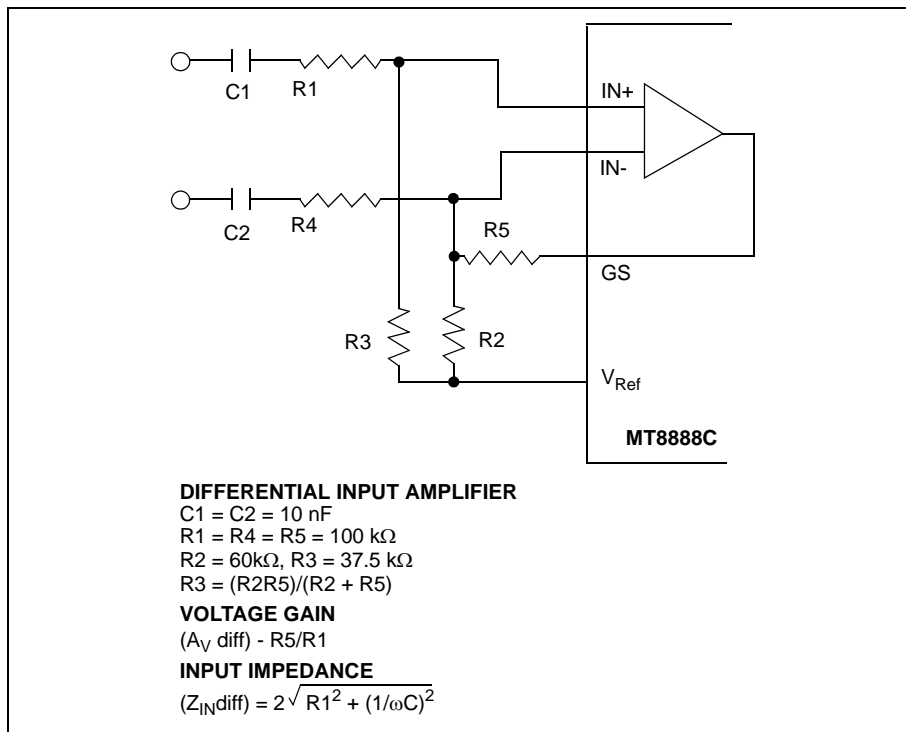 C1
R1
IN+
IN-
C2
R4
R5
GS
R3
R2
V_Ref
MT8888C
DIFFERENTIAL INPUT AMPLIFIER
C1 = C2 = 10 nF
R1 = R4 = R5 = 100 kΩ
R2 = 60kΩ, R3 = 37.5 kΩ
R3 = (R2R5)/(R2 + R5)
VOLTAGE GAIN
(A_V diff) - R5/R1
INPUT IMPEDANCE
(Z_INdiff) = 2√R1² + (1/ωC)²